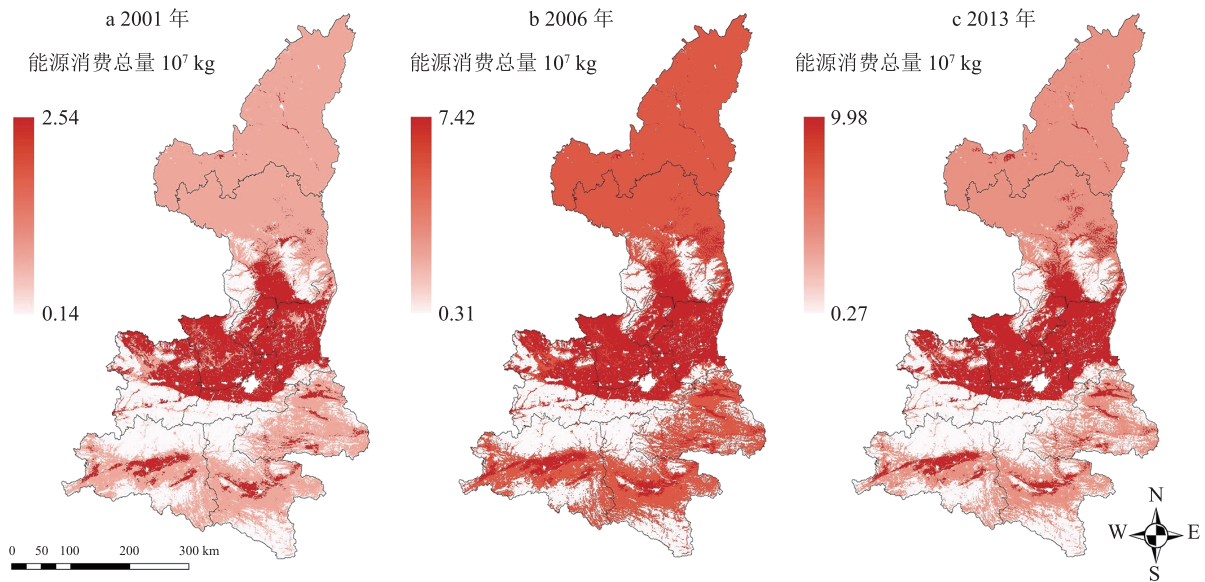 a 2001 年
b 2006 年
c 2013 年
能源消费总量 10⁷ kg
能源消费总量 10⁷ kg
能源消费总量 10⁷ kg
2.54
7.42
9.98
0.14
0.31
0.27
N
W
E
S
0 50 100 200 300 km